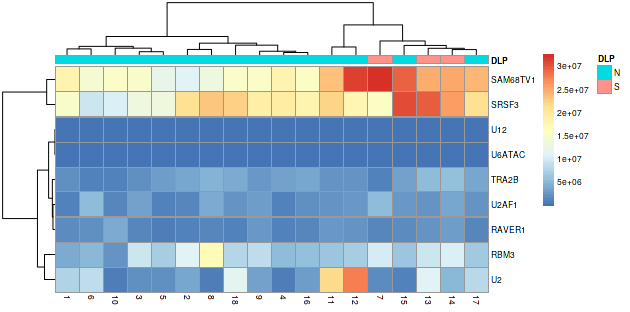 DLP
DLP
SAM68TV1
N
3e+07
S
2.5e+07
SRSF3
2e+07
U12
1.5e+07
U6ATAC
1e+07
TRA2B
5e+06
U2AF1
RAVER1
RBM3
U2
1 6 10 3 5 2 8 18 9 4 16 11 12 7 15 13 14 17